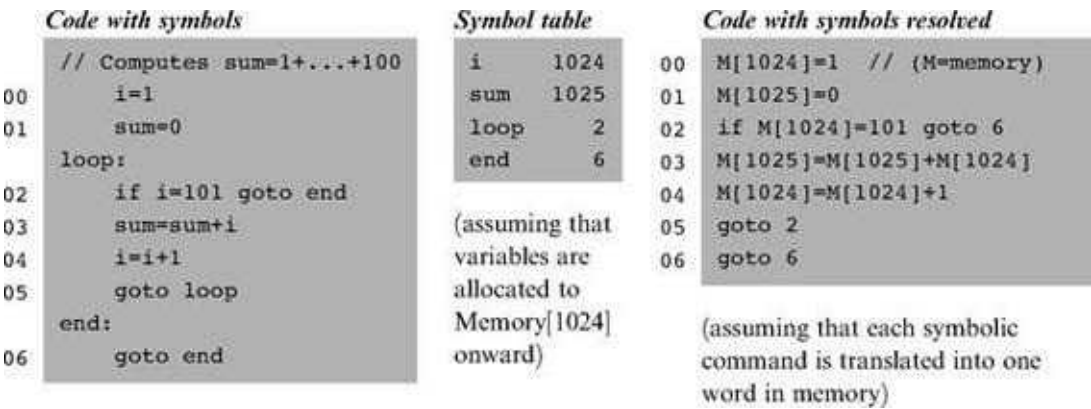 Code with symbols
// Computes sum=1+...+100
00 i=1
01 sum=0
loop:
02 if i=101 goto end
03 sum=sum+i
04 i=i+1
05 goto loop
end:
06 goto end
Symbol table
i 1024
sum 1025
loop 2
end 6
(assuming that
variables are
allocated to
Memory[1024]
onward)
Code with symbols resolved
00 M[1024]=1 // (M=memory)
01 M[1025]=0
02 if M[1024]=101 goto 6
03 M[1025]=M[1025]+M[1024]
04 M[1024]=M[1024]+1
05 goto 2
06 goto 6
(assuming that each symbolic
command is translated into one
word in memory)